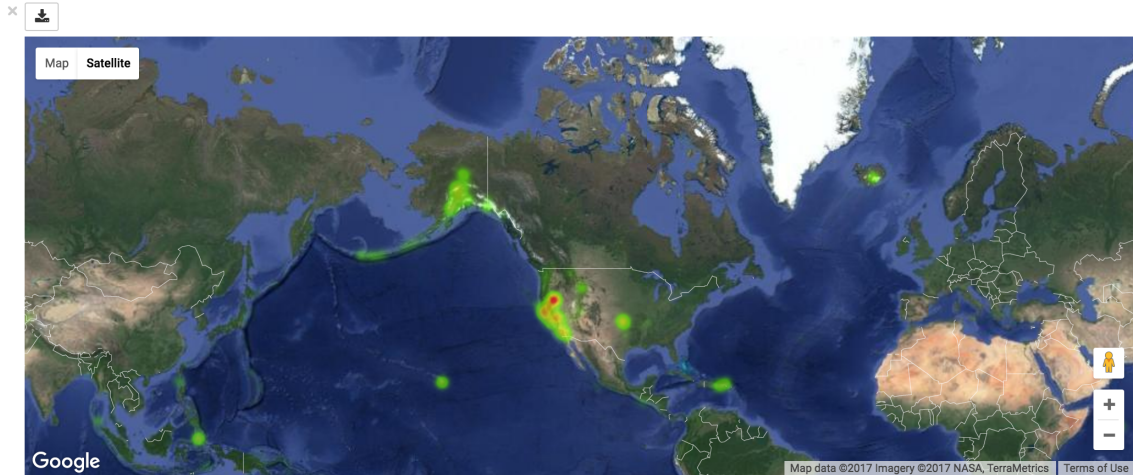 Map Satellite
Google
Map data ©2017 Imagery ©2017 NASA, TerraMetrics Terms of Use